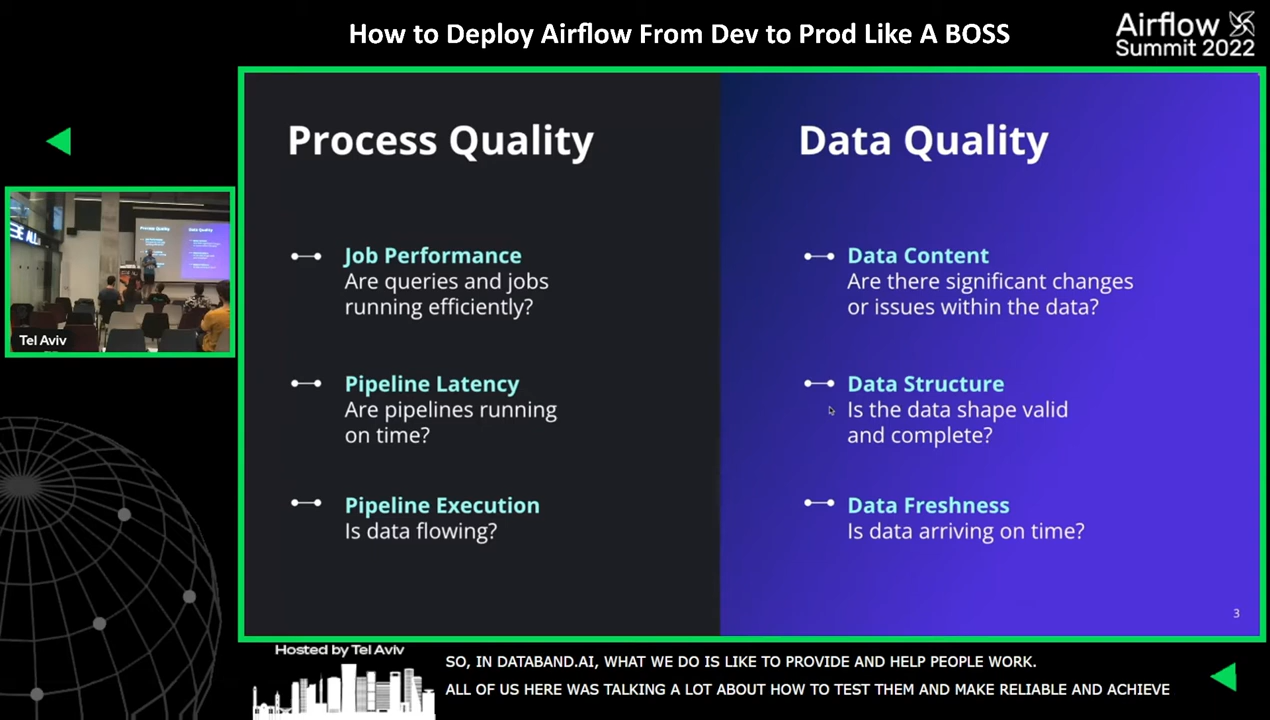 How to Deploy Airflow From Dev to Prod Like A BOSS
Airflow
Summit 2022
Process Quality
Job Performance
Are queries and jobs
running efficiently?
Pipeline Latency
Are pipelines running
on time?
Pipeline Execution
Is data flowing?
Data Quality
Data Content
Are there significant changes
or issues within the data?
Data Structure
Is the data shape valid
and complete?
Data Freshness
Is data arriving on time?
3
Process Quality
Data Quality
Tel Aviv
Hosted by Tel Aviv
SO, IN DATABAND.AI, WHAT WE DO IS LIKE TO PROVIDE AND HELP PEOPLE WORK.
ALL OF US HERE WAS TALKING A LOT ABOUT HOW TO TEST THEM AND MAKE RELIABLE AND ACHIEVE